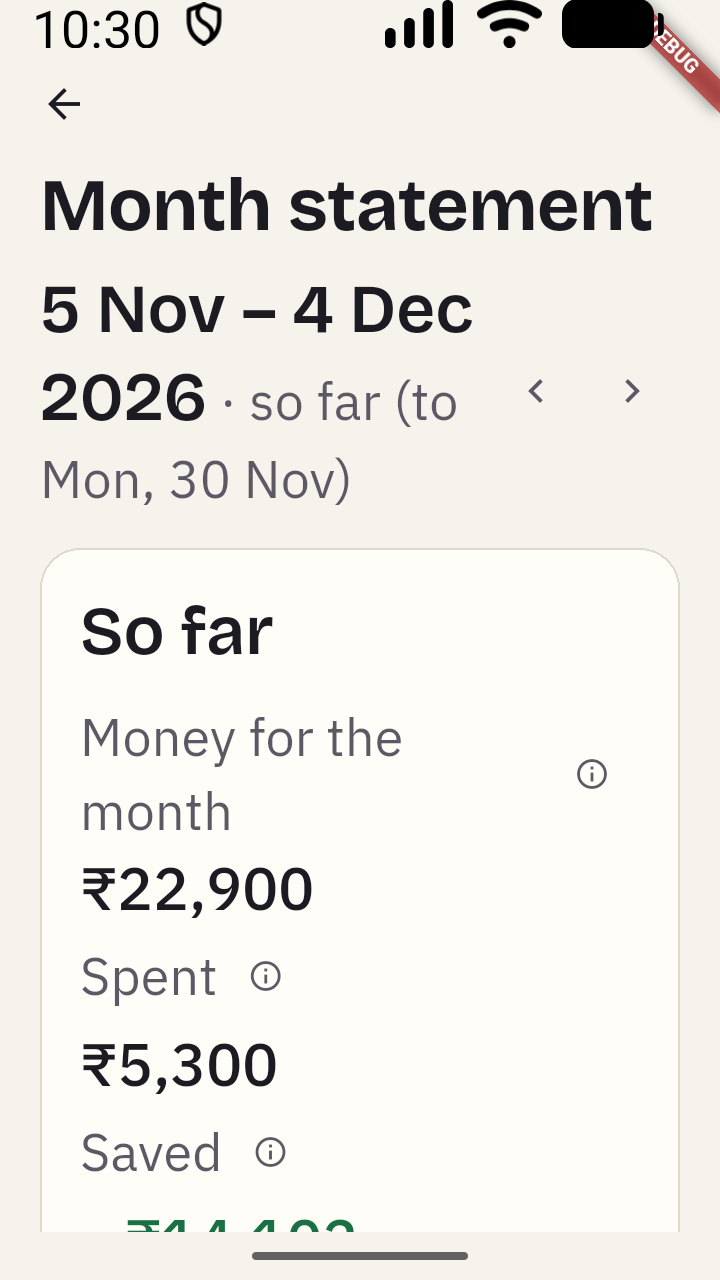 10:30
DEBUG
Month statement
5 Nov – 4 Dec
2026 · so far (to
Mon, 30 Nov)
So far
Money for the
month
₹22,900
Spent
₹5,300
Saved